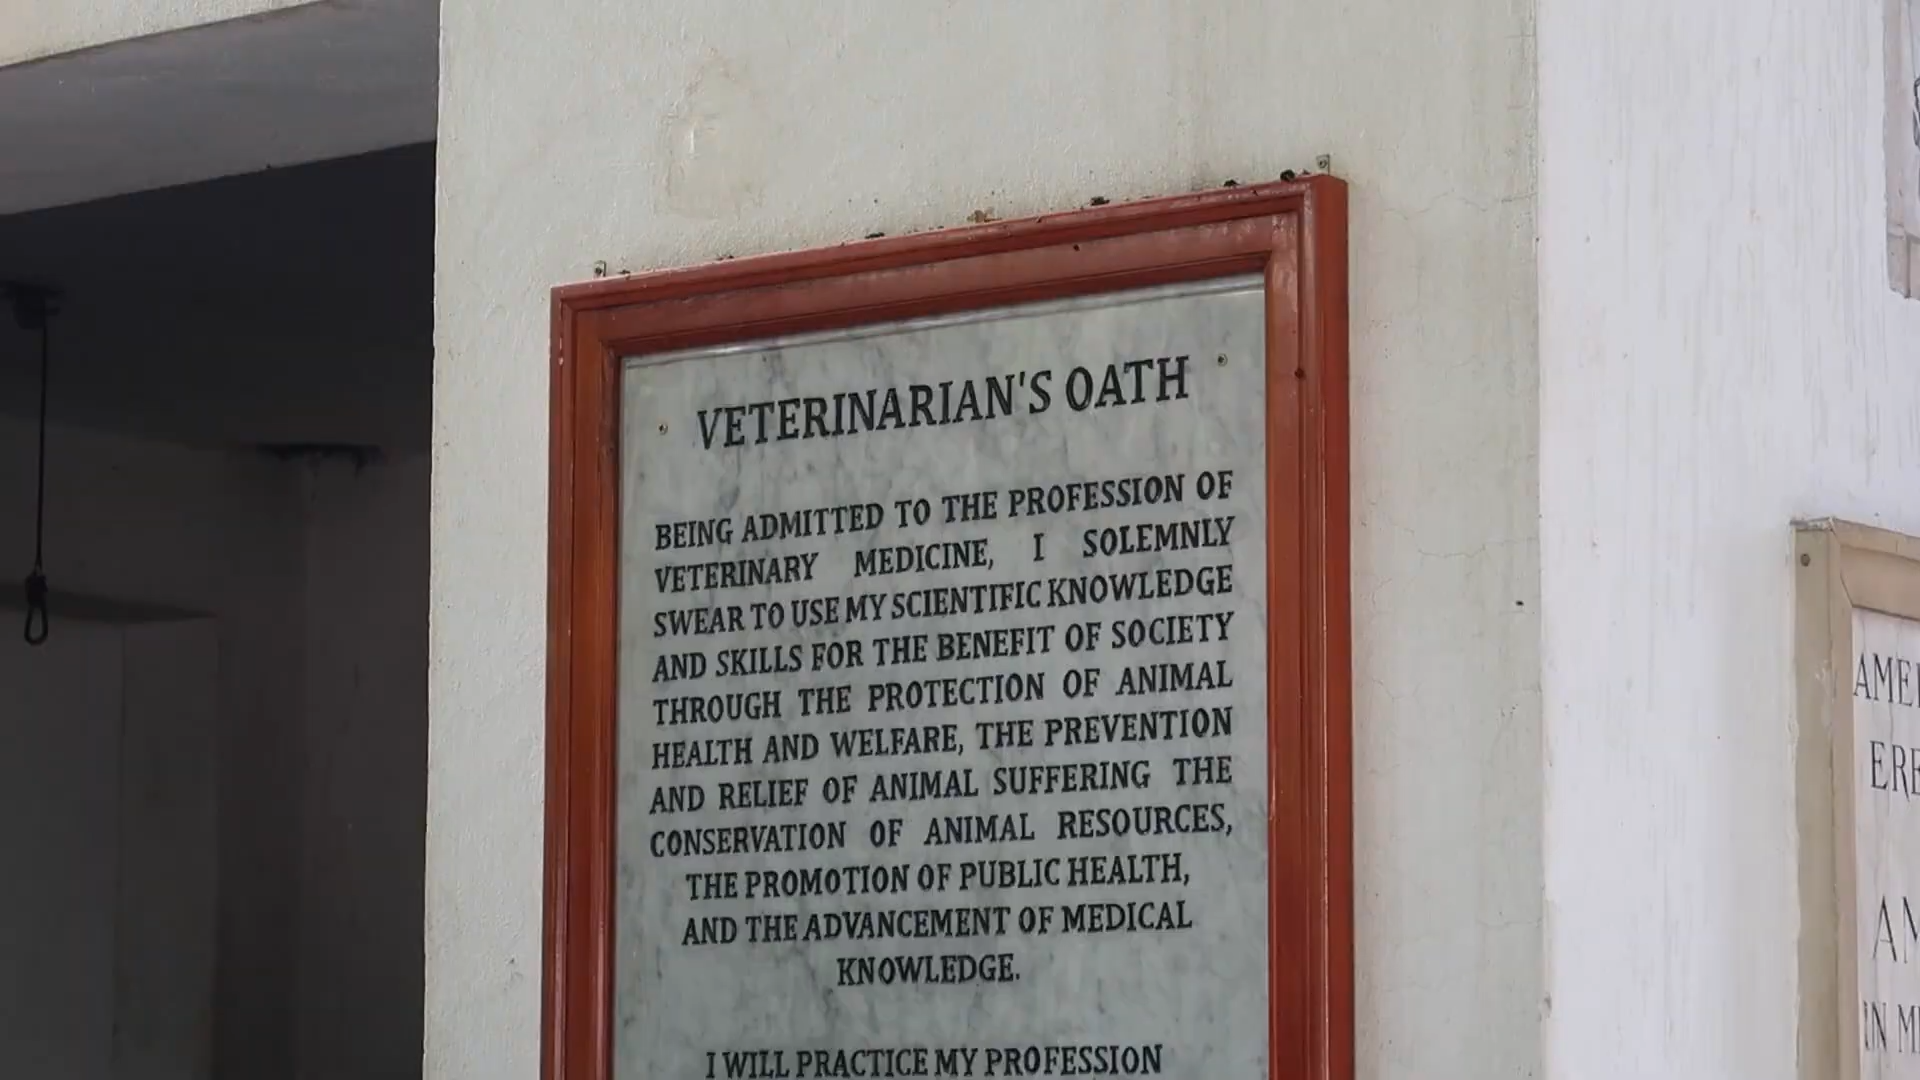 VETERINARIAN'S OATH
BEING ADMITTED TO THE PROFESSION OF
VETERINARY MEDICINE, I SOLEMNLY
SWEAR TO USE MY SCIENTIFIC KNOWLEDGE
AND SKILLS FOR THE BENEFIT OF SOCIETY
THROUGH THE PROTECTION OF ANIMAL
HEALTH AND WELFARE, THE PREVENTION
AND RELIEF OF ANIMAL SUFFERING THE
CONSERVATION OF ANIMAL RESOURCES,
THE PROMOTION OF PUBLIC HEALTH,
AND THE ADVANCEMENT OF MEDICAL
KNOWLEDGE.
I WILL PRACTICE MY PROFESSION